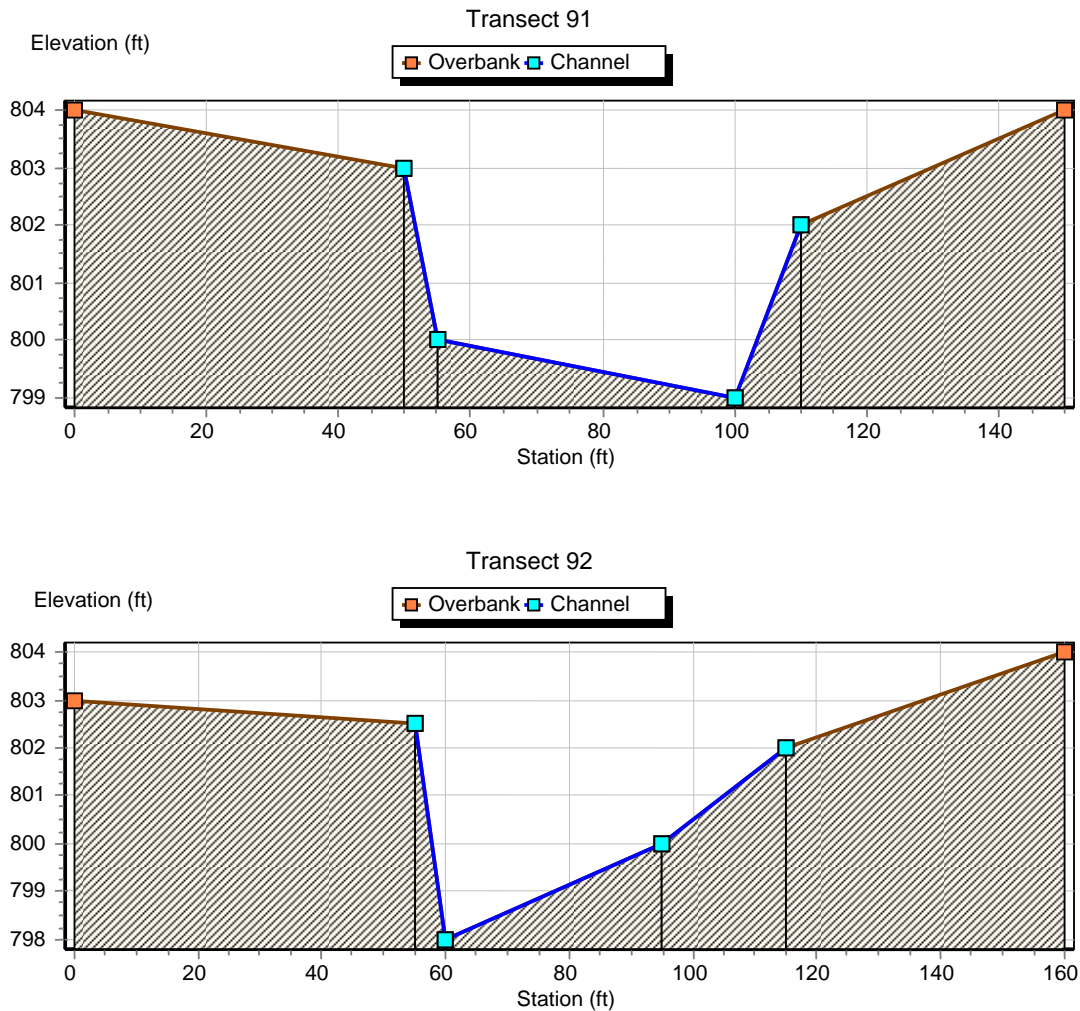 Transect 91
Elevation (ft)
Overbank Channel
804
803
802
801
800
799
0 20 40 60 80 100 120 140
Station (ft)
Transect 92
Elevation (ft)
Overbank Channel
804
803
802
801
800
799
798
0 20 40 60 80 100 120 140 160
Station (ft)